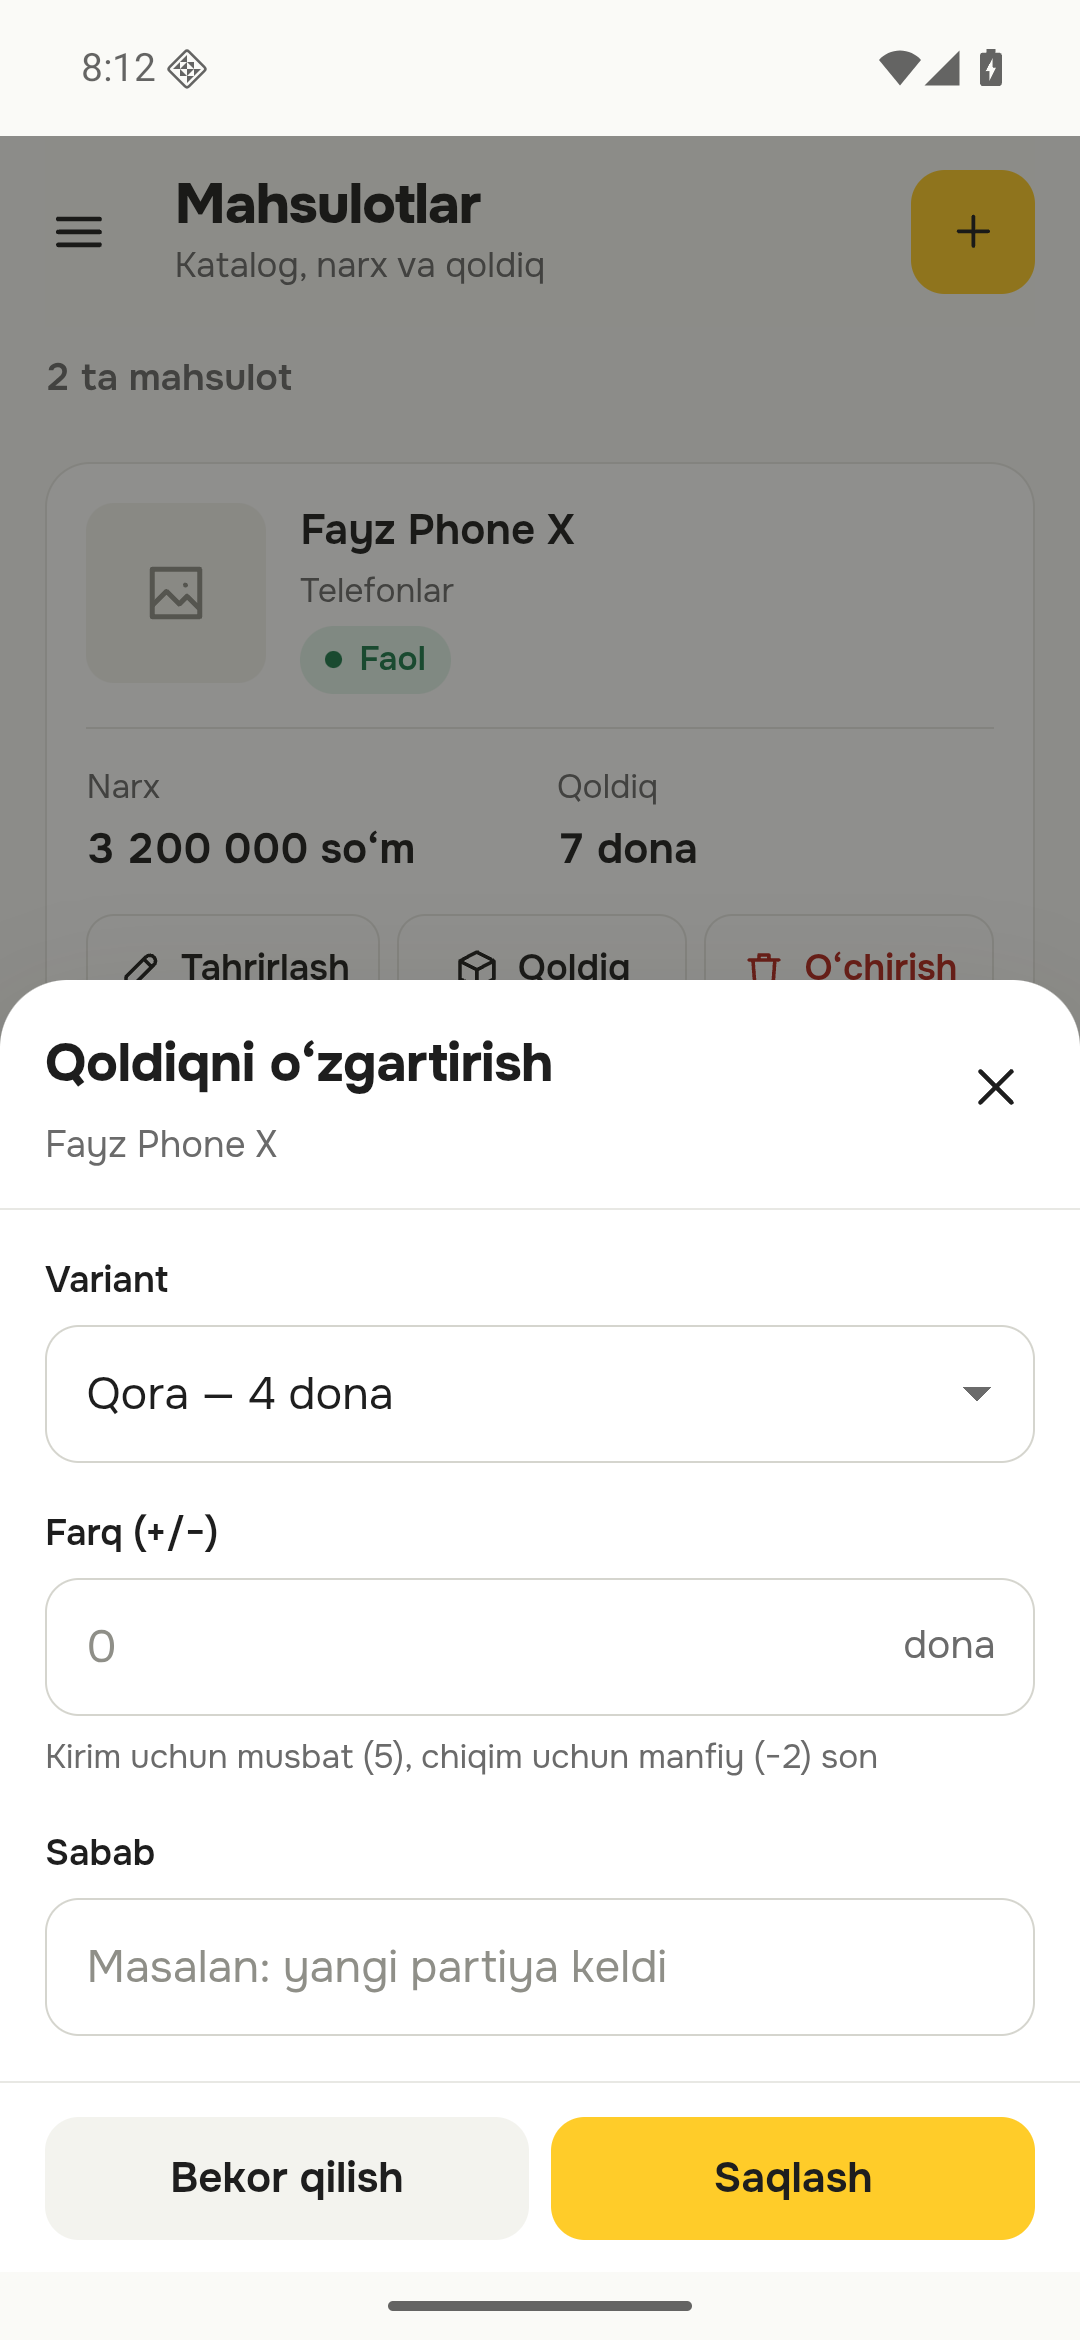 8:12
Mahsulotlar
Katalog, narx va qoldiq
2 ta mahsulot
Fayz Phone X
Telefonlar
Faol
Narx Qoldiq
3 200 000 so‘m 7 dona
Tahrirlash Qoldiq O‘chirish
Qoldiqni o‘zgartirish
Fayz Phone X
Variant
Qora — 4 dona
Farq (+/−)
0 dona
Kirim uchun musbat (5), chiqim uchun manfiy (−2) son
Sabab
Masalan: yangi partiya keldi
Bekor qilish Saqlash